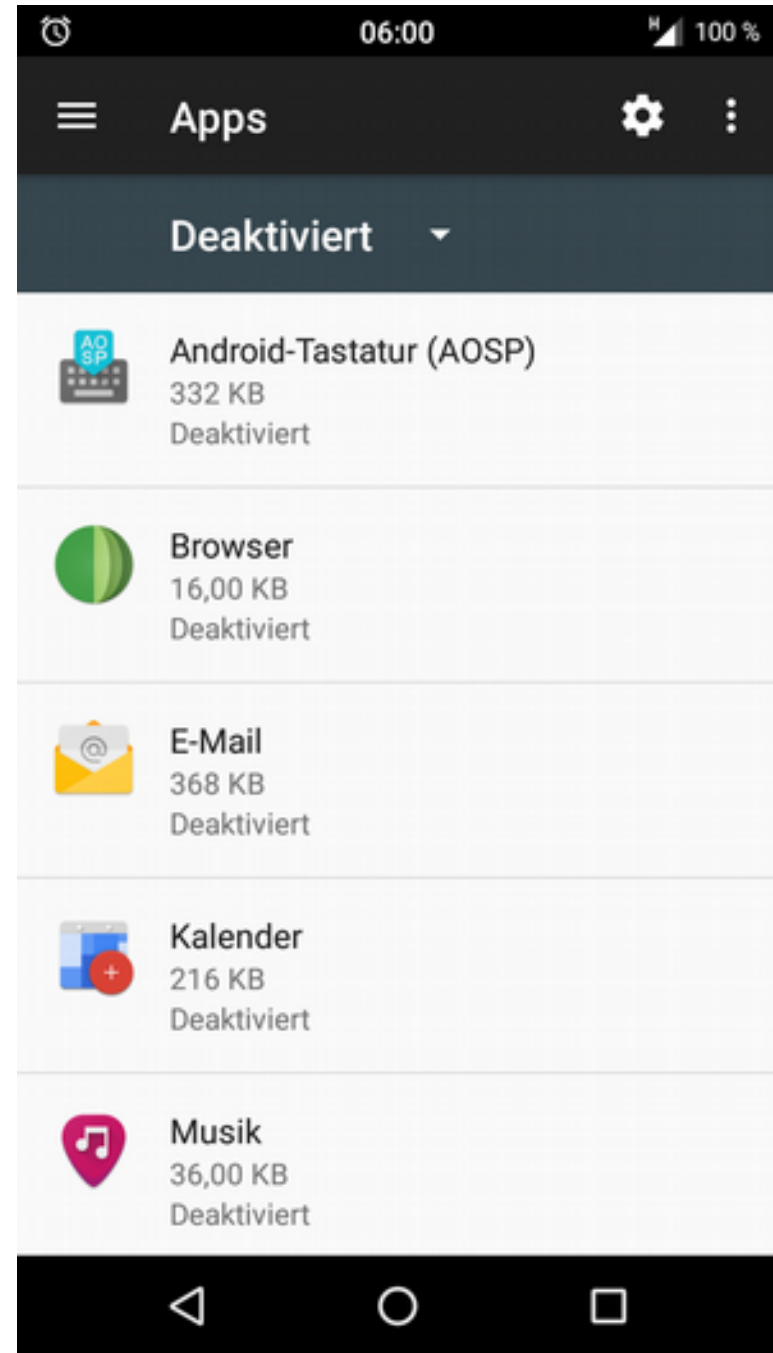 06:00 H 100 %
Apps
Deaktiviert
AO
SP
Android-Tastatur (AOSP)
332 KB
Deaktiviert
Browser
16,00 KB
Deaktiviert
@
E-Mail
368 KB
Deaktiviert
+
Kalender
216 KB
Deaktiviert
Musik
36,00 KB
Deaktiviert